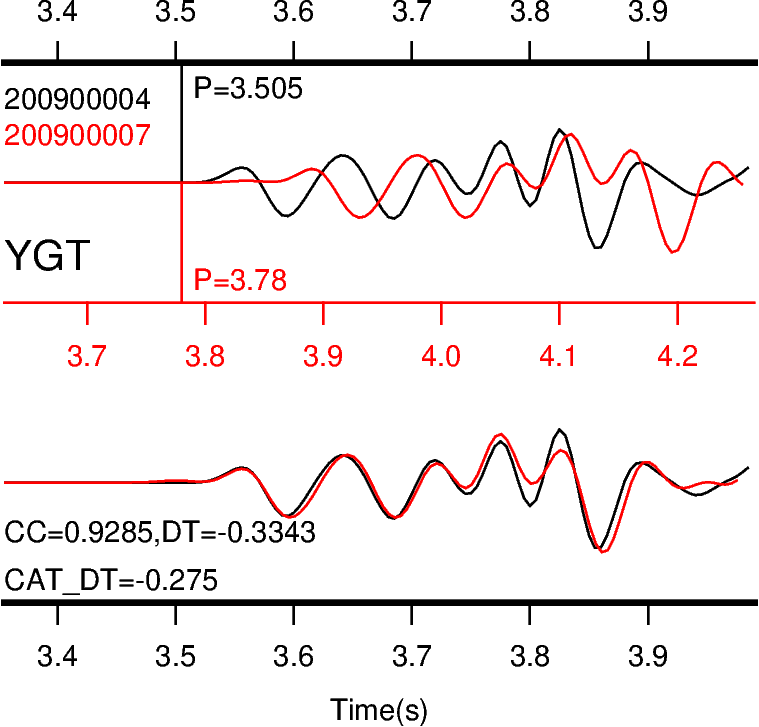 3.4 3.5 3.6 3.7 3.8 3.9
P=3.505
200900004
200900007
YGT
P=3.78
3.7 3.8 3.9 4.0 4.1 4.2
CC=0.9285,DT=-0.3343
CAT_DT=-0.275
3.4 3.5 3.6 3.7 3.8 3.9
Time(s)